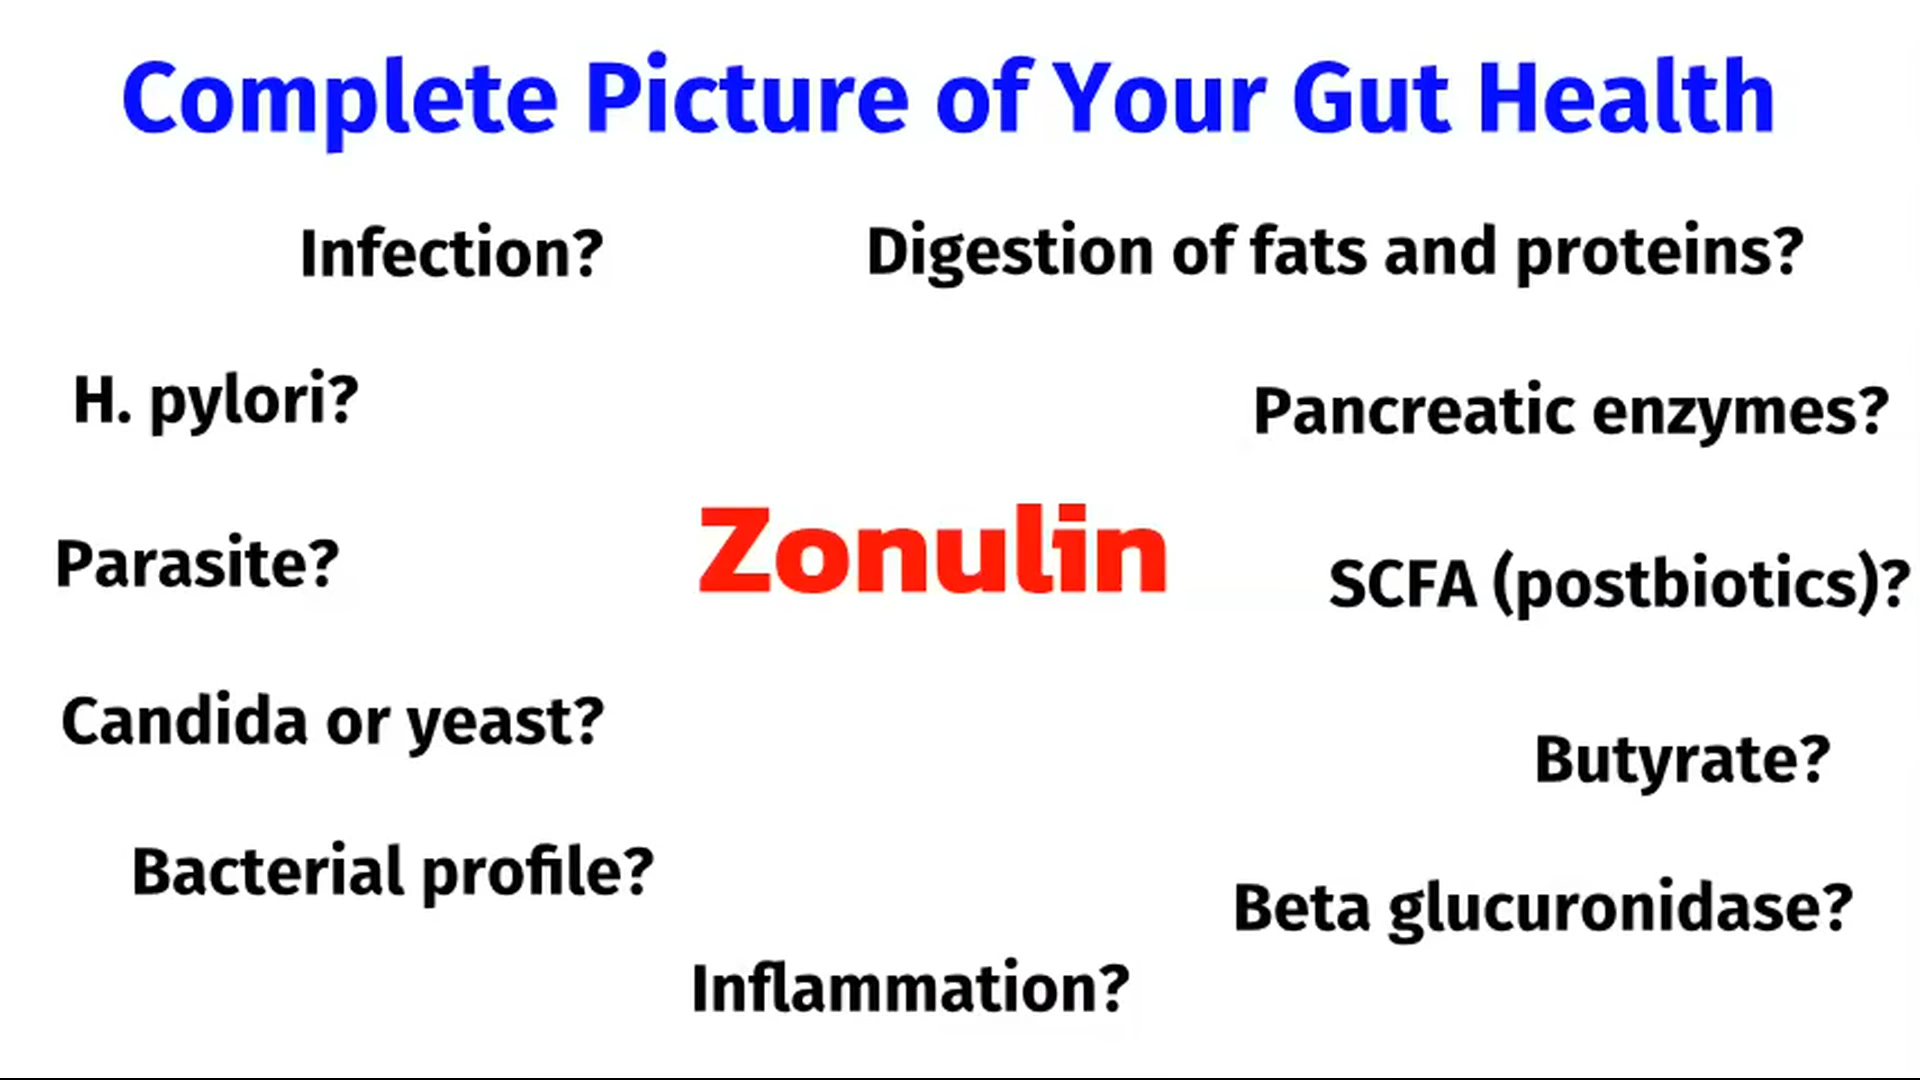 Complete Picture of Your Gut Health
Infection?
Digestion of fats and proteins?
H. pylori?
Pancreatic enzymes?
Zonulin
Parasite?
SCFA (postbiotics)?
Candida or yeast?
Butyrate?
Bacterial profile?
Beta glucuronidase?
Inflammation?